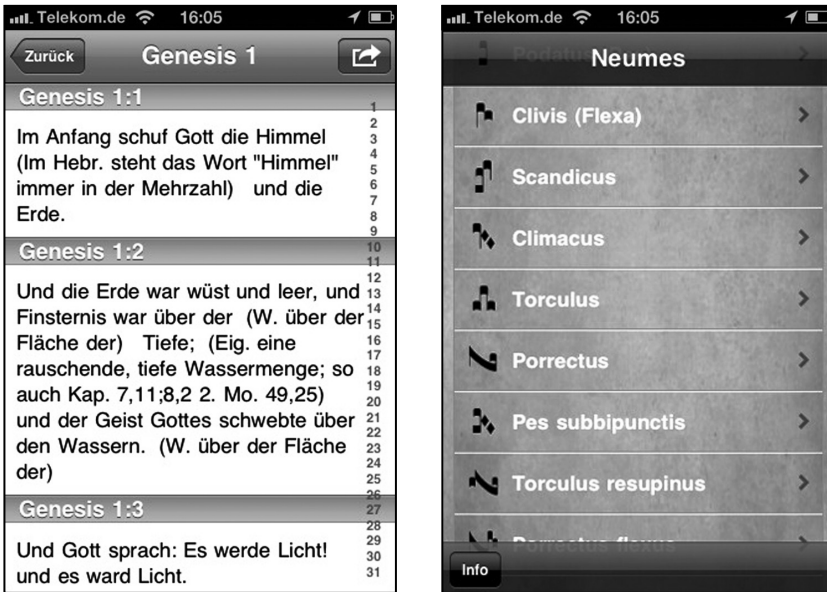 Telekom.de 16:05
Zurück Genesis 1
Genesis 1:1
Im Anfang schuf Gott die Himmel
(Im Hebr. steht das Wort "Himmel"
immer in der Mehrzahl) und die
Erde.
Genesis 1:2
Und die Erde war wüst und leer, und
Finsternis war über der (W. über der
Fläche der) Tiefe; (Eig. eine
rauschende, tiefe Wassermenge; so
auch Kap. 7,11;8,2 2. Mo. 49,25)
und der Geist Gottes schwebte über
den Wassern. (W. über der Fläche
der)
Genesis 1:3
Und Gott sprach: Es werde Licht!
und es ward Licht.
1
2
3
4
5
6
7
8
9
10
11
12
13
14
15
16
17
18
19
20
21
22
23
24
25
26
27
28
29
30
31
Telekom.de 16:05
Podatus
Neumes
Clivis (Flexa)
Scandicus
Climacus
Torculus
Porrectus
Pes subbipunctis
Torculus resupinus
Porrectus flexus
Info